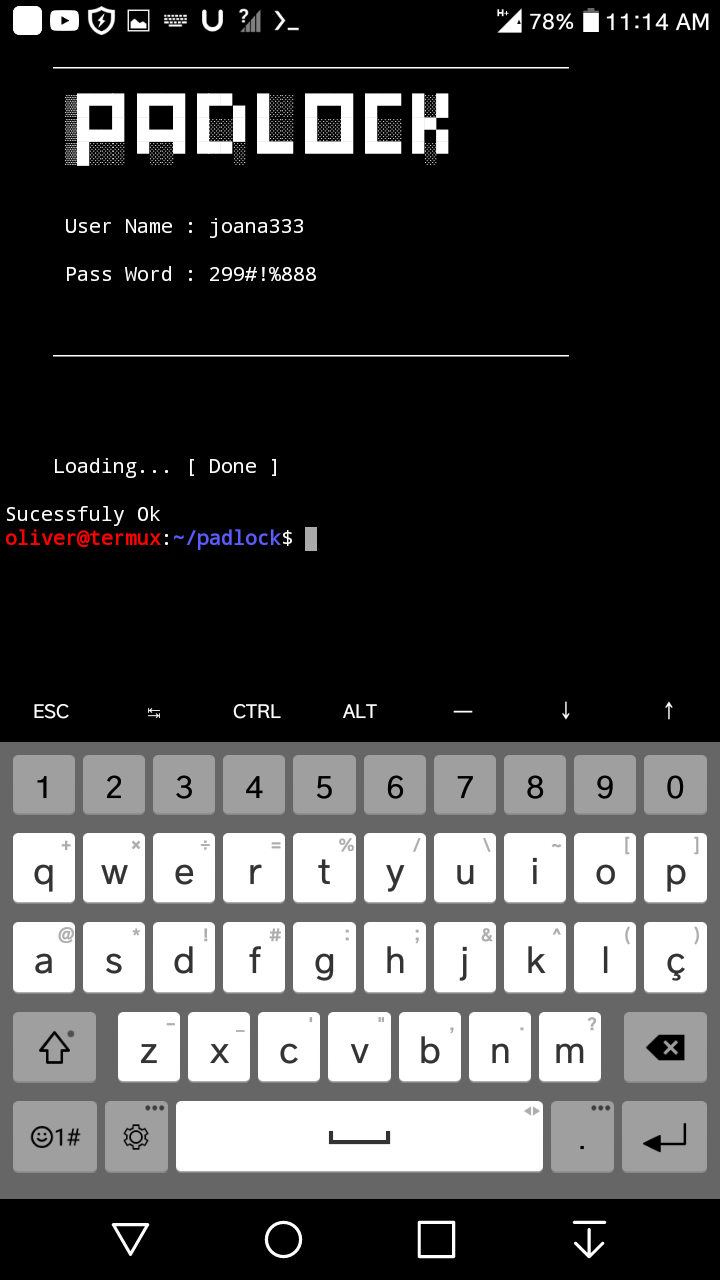 78% 11:14 AM
PADLOCK
User Name : joana333
Pass Word : 299#!%888
Loading... [ Done ]
Sucessfuly Ok
oliver@termux:~/padlock$
ESC CTRL ALT —
1 2 3 4 5 6 7 8 9 0
+ × ÷ = % / \ ~ [ ]
q w e r t y u i o p
@ * ! # : ; & ^ ( )
a s d f g h j k l ç
- _ ' " , . ?
z x c v b n m
1# .